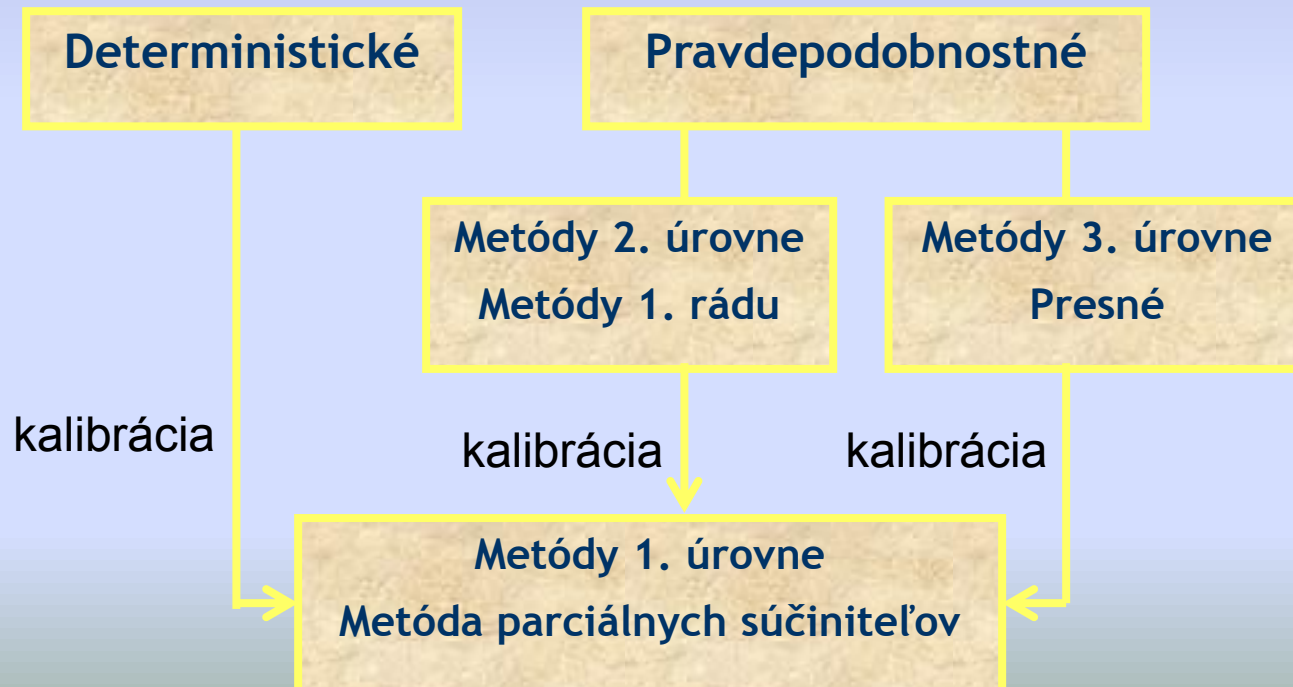 Deterministické
Pravdepodobnostné
Metódy 2. úrovne
Metódy 1. rádu
Metódy 3. úrovne
Presné
kalibrácia
kalibrácia
kalibrácia
Metódy 1. úrovne
Metóda parciálnych súčiniteľov